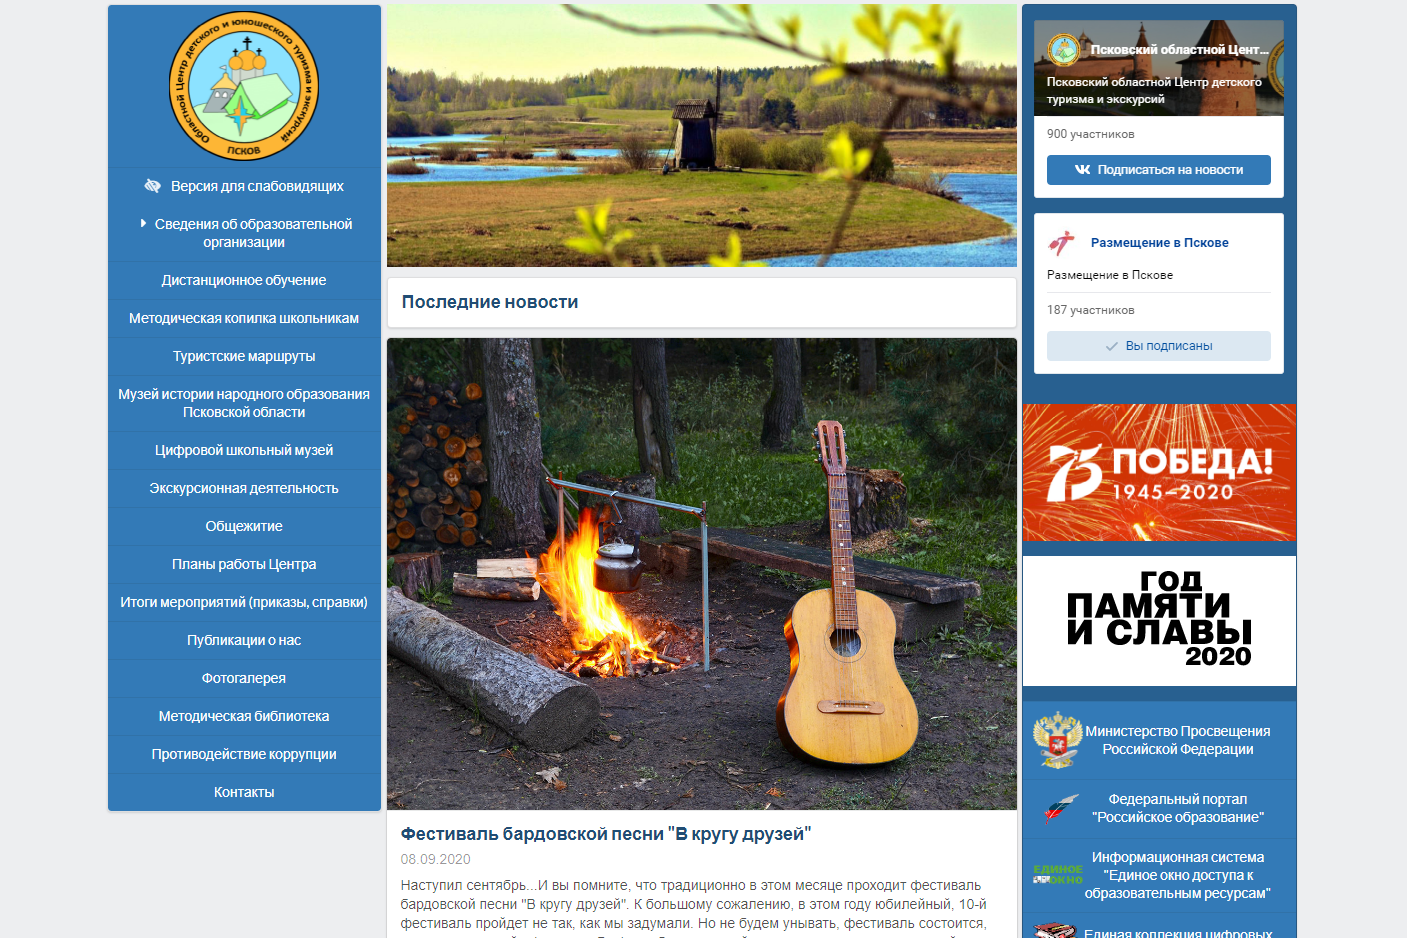 Областной Центр детского и юношеского туризма и экскурсий
ПСКОВ
Версия для слабовидящих
Сведения об образовательной
организации
Дистанционное обучение
Методическая копилка школьникам
Туристские маршруты
Музей истории народного образования
Псковской области
Цифровой школьный музей
Экскурсионная деятельность
Общежитие
Планы работы Центра
Итоги мероприятий (приказы, справки)
Публикации о нас
Фотогалерея
Методическая библиотека
Противодействие коррупции
Контакты
Последние новости
Фестиваль бардовской песни "В кругу друзей"
08.09.2020
Наступил сентябрь...И вы помните, что традиционно в этом месяце проходит фестиваль
бардовской песни "В кругу друзей". К большому сожалению, в этом году юбилейный, 10-й
фестиваль пройдет не так, как мы задумали. Но не будем унывать, фестиваль состоится,
Псковский областной Цент...
Псковский областной Центр детского
туризма и экскурсий
900 участников
Подписаться на новости
Размещение в Пскове
Размещение в Пскове
187 участников
Вы подписаны
75 ПОБЕДА!
1945–2020
ГОД
ПАМЯТИ
И СЛАВЫ
2020
Министерство Просвещения
Российской Федерации
Федеральный портал
"Российское образование"
ЕДИНОЕ
ОКНО
Информационная система
"Единое окно доступа к
образовательным ресурсам"
Единая коллекция цифровых